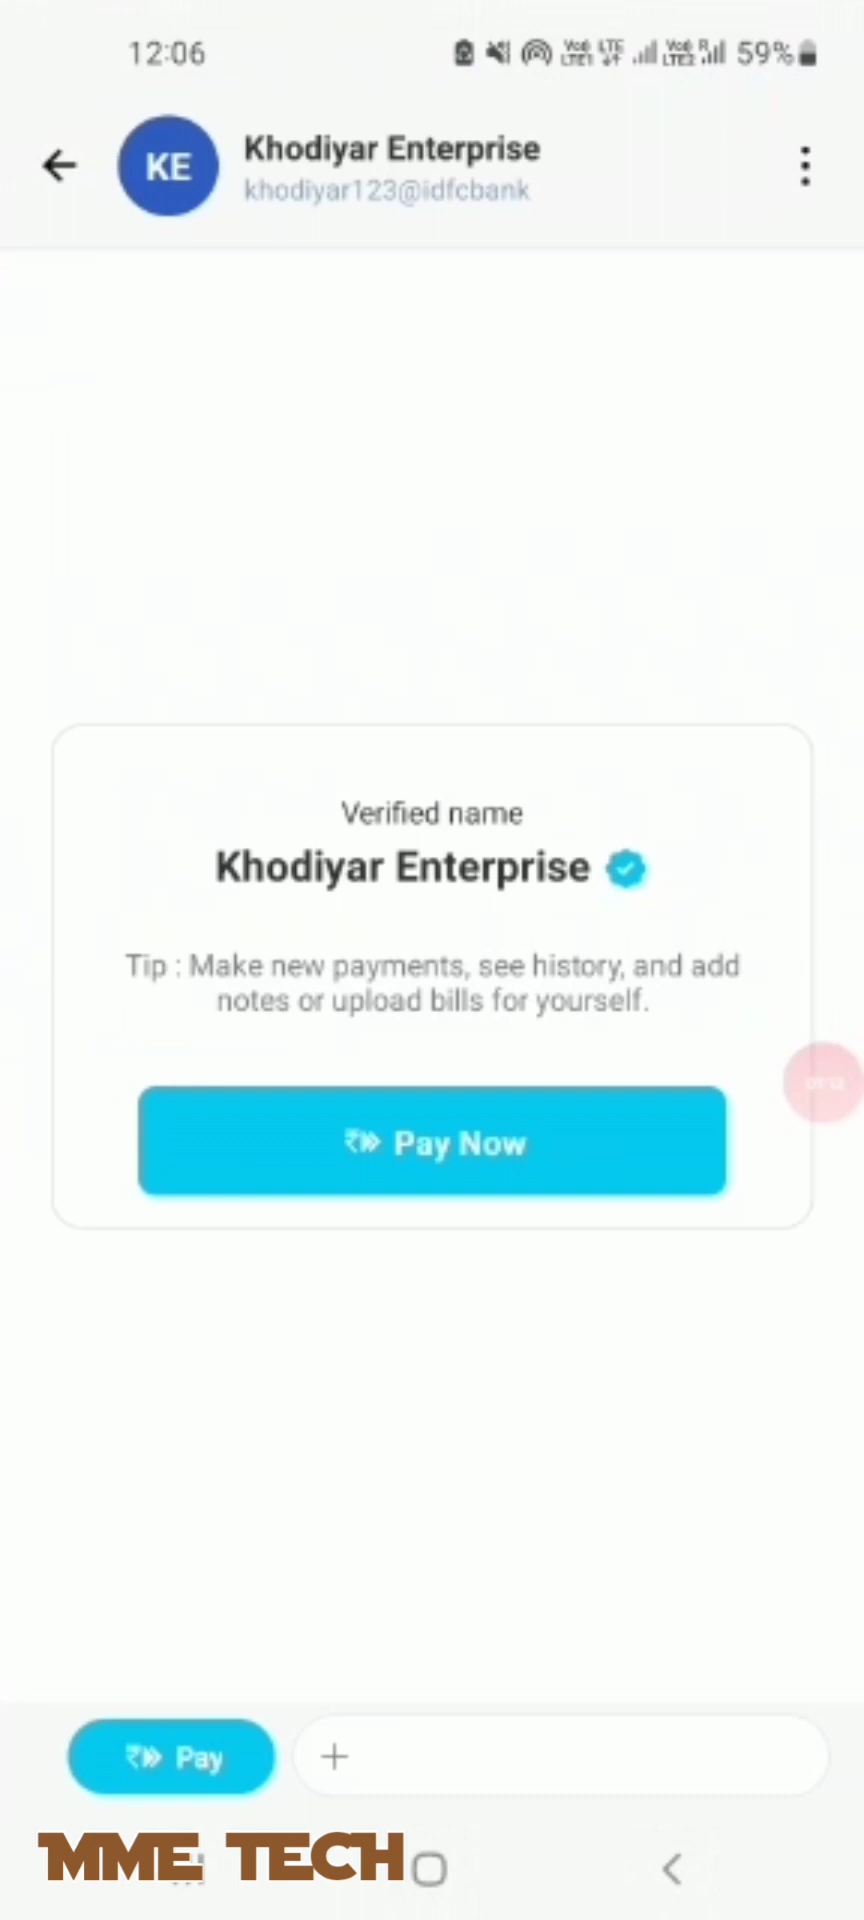 12:06
59%
KE
Khodiyar Enterprise
khodiyar123@idfcbank
Verified name
Khodiyar Enterprise
Tip : Make new payments, see history, and add
notes or upload bills for yourself.
₹ Pay Now
₹ Pay
+
MME TECH